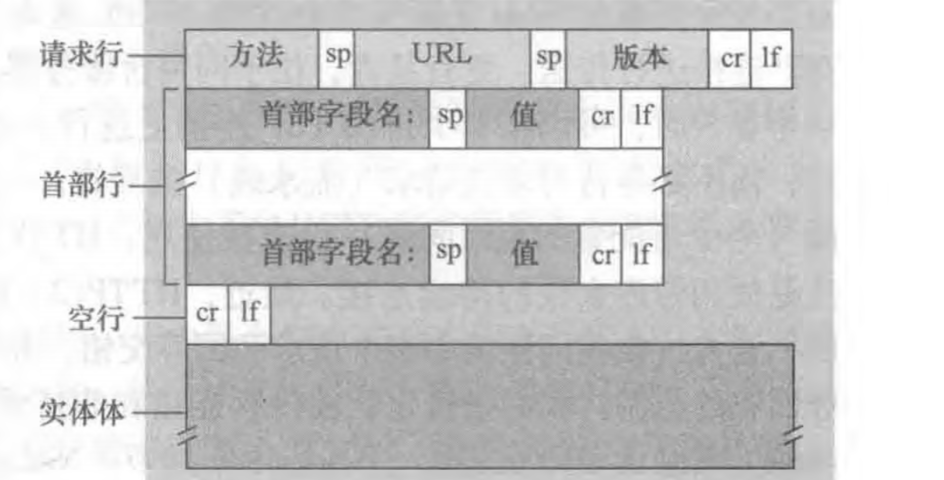 请求行 方法 sp URL sp 版本 cr lf
首部字段名: sp 值 cr lf
首部行
首部字段名: sp 值 cr lf
空行 cr lf
实体体